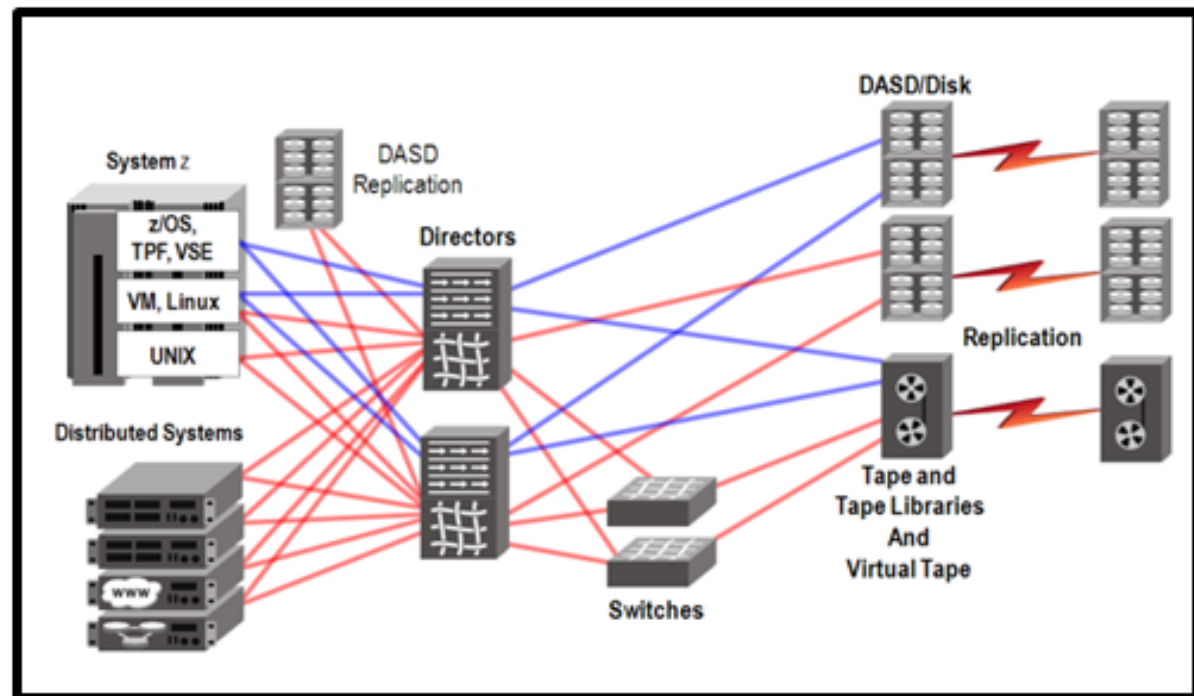 System z
z/OS,
TPF, VSE
VM, Linux
UNIX
Distributed Systems
www
DASD
Replication
Directors
Switches
DASD/Disk
Replication
Tape and
Tape Libraries
And
Virtual Tape